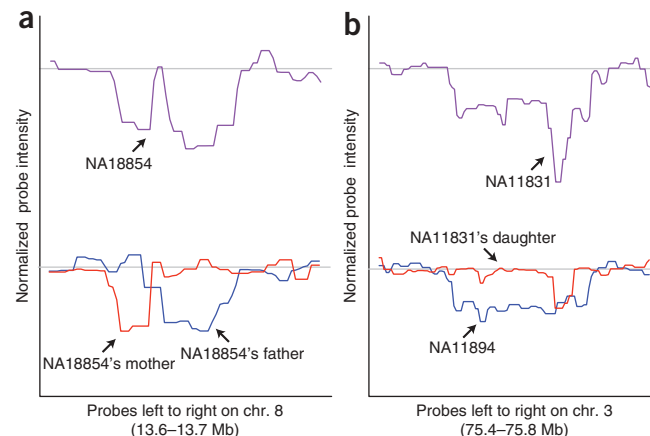 a
Normalized probe intensity
NA18854
NA18854's mother
NA18854's father
Probes left to right on chr. 8
(13.6–13.7 Mb)
b
Normalized probe intensity
NA11831
NA11831's daughter
NA11894
Probes left to right on chr. 3
(75.4–75.8 Mb)